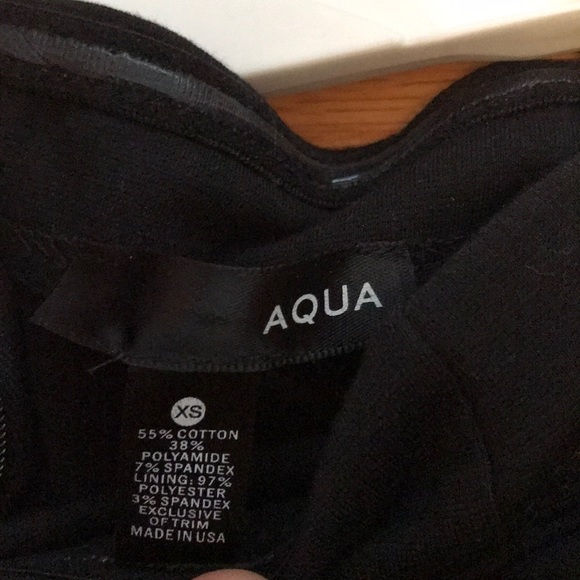 AQUA
XS
55% COTTON
38%
POLYAMIDE
7% SPANDEX
LINING: 97%
POLYESTER
3% SPANDEX
EXCLUSIVE
OF TRIM
MADE IN USA